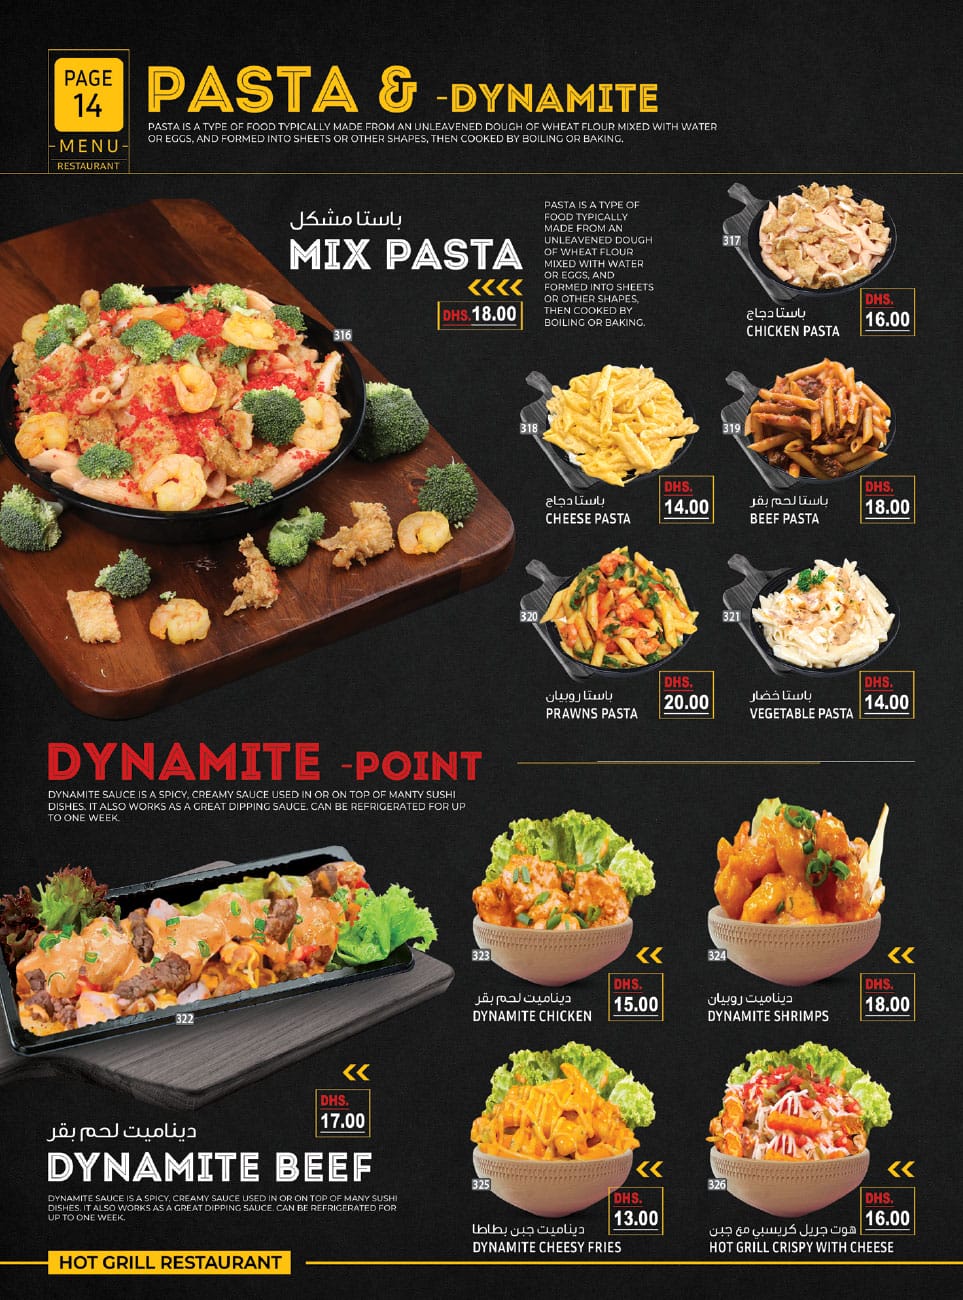 PAGE
14
-MENU-
RESTAURANT
PASTA & -DYNAMITE
PASTA IS A TYPE OF FOOD TYPICALLY MADE FROM AN UNLEAVENED DOUGH OF WHEAT FLOUR MIXED WITH WATER
OR EGGS, AND FORMED INTO SHEETS OR OTHER SHAPES, THEN COOKED BY BOILING OR BAKING.
باستا مشكل
MIX PASTA
DHS.18.00
316
PASTA IS A TYPE OF
FOOD TYPICALLY
MADE FROM AN
UNLEAVENED DOUGH
OF WHEAT FLOUR
MIXED WITH WATER
OR EGGS, AND
FORMED INTO SHEETS
OR OTHER SHAPES,
THEN COOKED BY
BOILING OR BAKING.
317
باستا دجاج
CHICKEN PASTA
DHS.
16.00
318
باستا دجاج
CHEESE PASTA
DHS.
14.00
319
باستا لحم بقر
BEEF PASTA
DHS.
18.00
320
باستا روبيان
PRAWNS PASTA
DHS.
20.00
321
باستا خضار
VEGETABLE PASTA
DHS.
14.00
DYNAMITE -POINT
DYNAMITE SAUCE IS A SPICY, CREAMY SAUCE USED IN OR ON TOP OF MANTY SUSHI
DISHES. IT ALSO WORKS AS A GREAT DIPPING SAUCE. CAN BE REFRIGERATED FOR UP
TO ONE WEEK.
322
DHS.
17.00
ديناميت لحم بقر
DYNAMITE BEEF
DYNAMITE SAUCE IS A SPICY, CREAMY SAUCE USED IN OR ON TOP OF MANY SUSHI
DISHES. IT ALSO WORKS AS A GREAT DIPPING SAUCE. CAN BE REFRIGERATED FOR
UP TO ONE WEEK.
323
ديناميت لحم بقر
DYNAMITE CHICKEN
DHS.
15.00
324
ديناميت روبيان
DYNAMITE SHRIMPS
DHS.
18.00
325
ديناميت جبن بطاطا
DYNAMITE CHEESY FRIES
DHS.
13.00
326
هوت جريل كريسبي مع جبن
HOT GRILL CRISPY WITH CHEESE
DHS.
16.00
HOT GRILL RESTAURANT